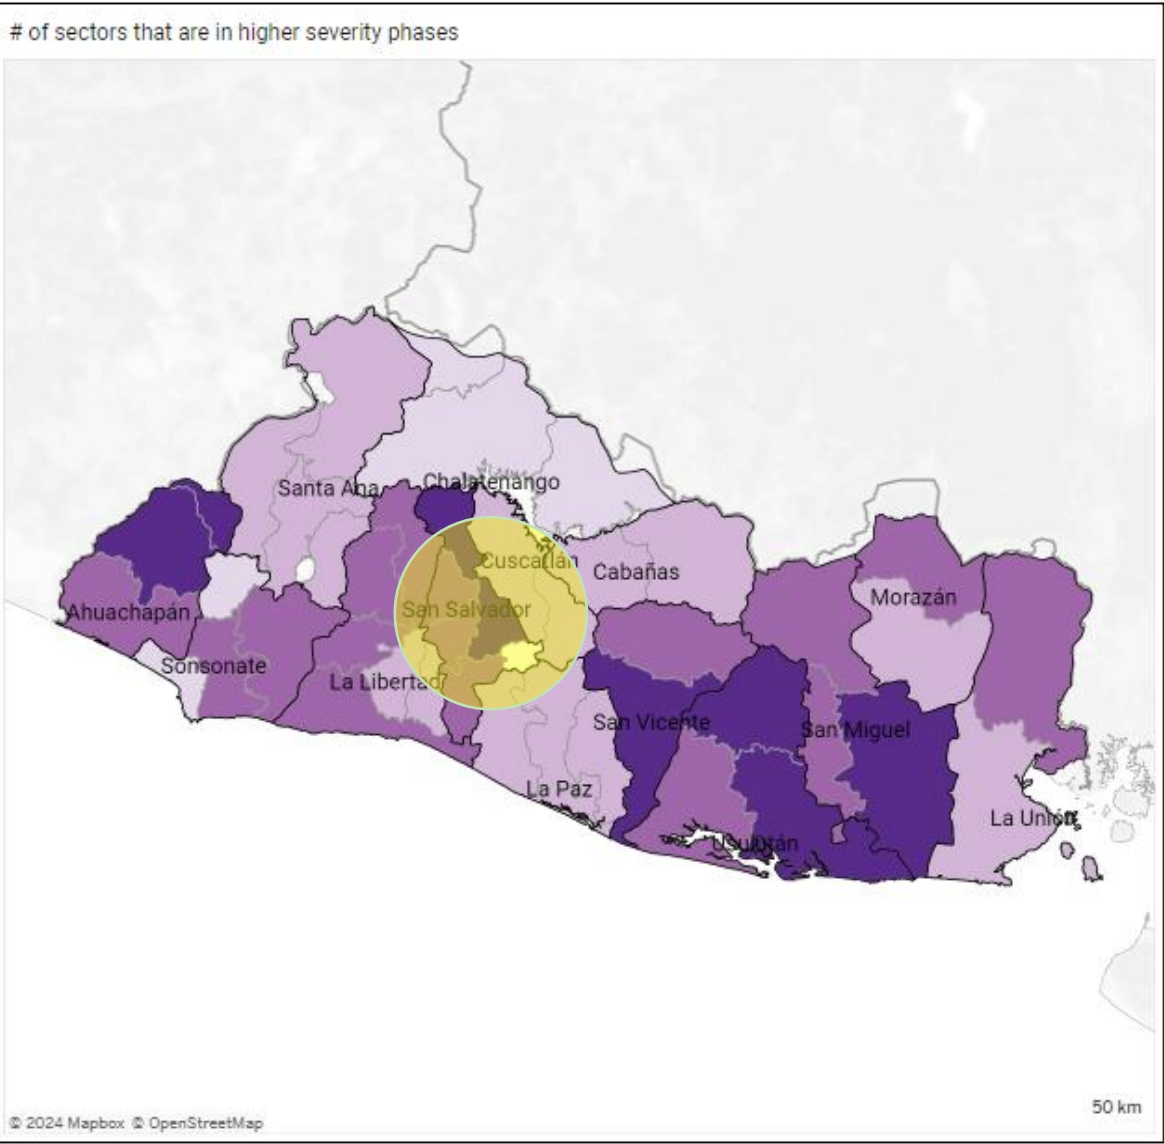 # of sectors that are in higher severity phases
Chalatenango
Santa Ana
Cuscatlán
Cabañas
Morazán
San Salvador
Ahuachapán
Sonsonate
La Libertad
San Vicente
San Miguel
La Paz
La Unión
Usulután
50 km
© 2024 Mapbox © OpenStreetMap